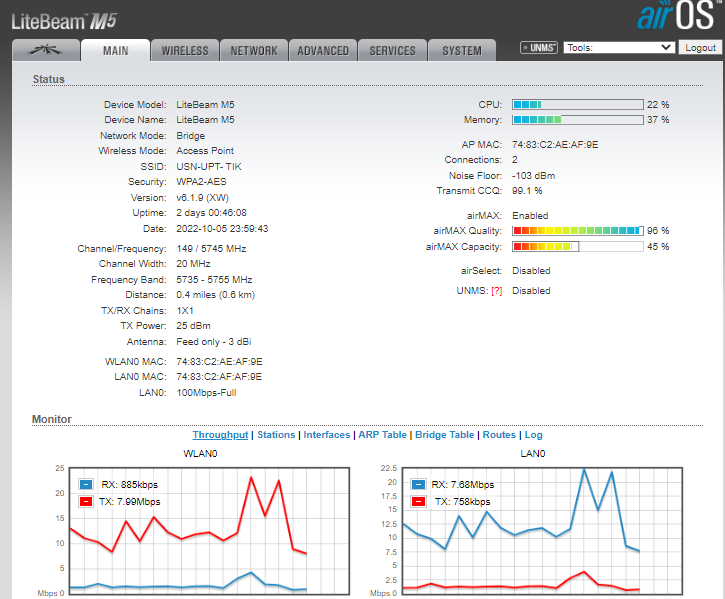 LiteBeam™ M5
airOS™
MAIN WIRELESS NETWORK ADVANCED SERVICES SYSTEM UNMS™ Tools: Logout
Status
Device Model: LiteBeam M5
Device Name: LiteBeam M5
Network Mode: Bridge
Wireless Mode: Access Point
SSID: USN-UPT- TIK
Security: WPA2-AES
Version: v6.1.9 (XW)
Uptime: 2 days 00:46:08
Date: 2022-10-05 23:59:43
Channel/Frequency: 149 / 5745 MHz
Channel Width: 20 MHz
Frequency Band: 5735 - 5755 MHz
Distance: 0.4 miles (0.6 km)
TX/RX Chains: 1X1
TX Power: 25 dBm
Antenna: Feed only - 3 dBi
WLAN0 MAC: 74:83:C2:AE:AF:9E
LAN0 MAC: 74:83:C2:AF:AF:9E
LAN0: 100Mbps-Full
CPU: 22 %
Memory: 37 %
AP MAC: 74:83:C2:AE:AF:9E
Connections: 2
Noise Floor: -103 dBm
Transmit CCQ: 99.1 %
airMAX: Enabled
airMAX Quality: 96 %
airMAX Capacity: 45 %
airSelect: Disabled
UNMS: [?] Disabled
Monitor
Throughput | Stations | Interfaces | ARP Table | Bridge Table | Routes | Log
WLAN0
25
RX: 885kbps
20
TX: 7.99Mbps
15
10
5
Mbps 0
LAN0
22.5
20
RX: 7.68Mbps
17.5
TX: 758kbps
15
12.5
10
7.5
5
2.5
Mbps 0